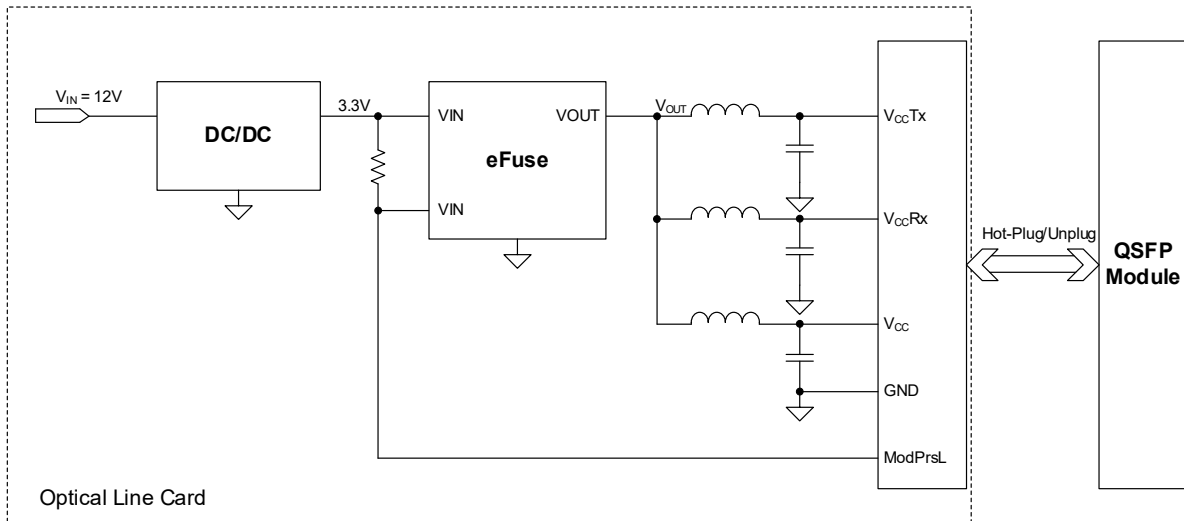 V_IN = 12V
DC/DC
3.3V
VIN
VOUT
eFuse
VIN
V_OUT
V_CCTx
V_CCRx
V_CC
GND
ModPrsL
Hot-Plug/Unplug
QSFP
Module
Optical Line Card